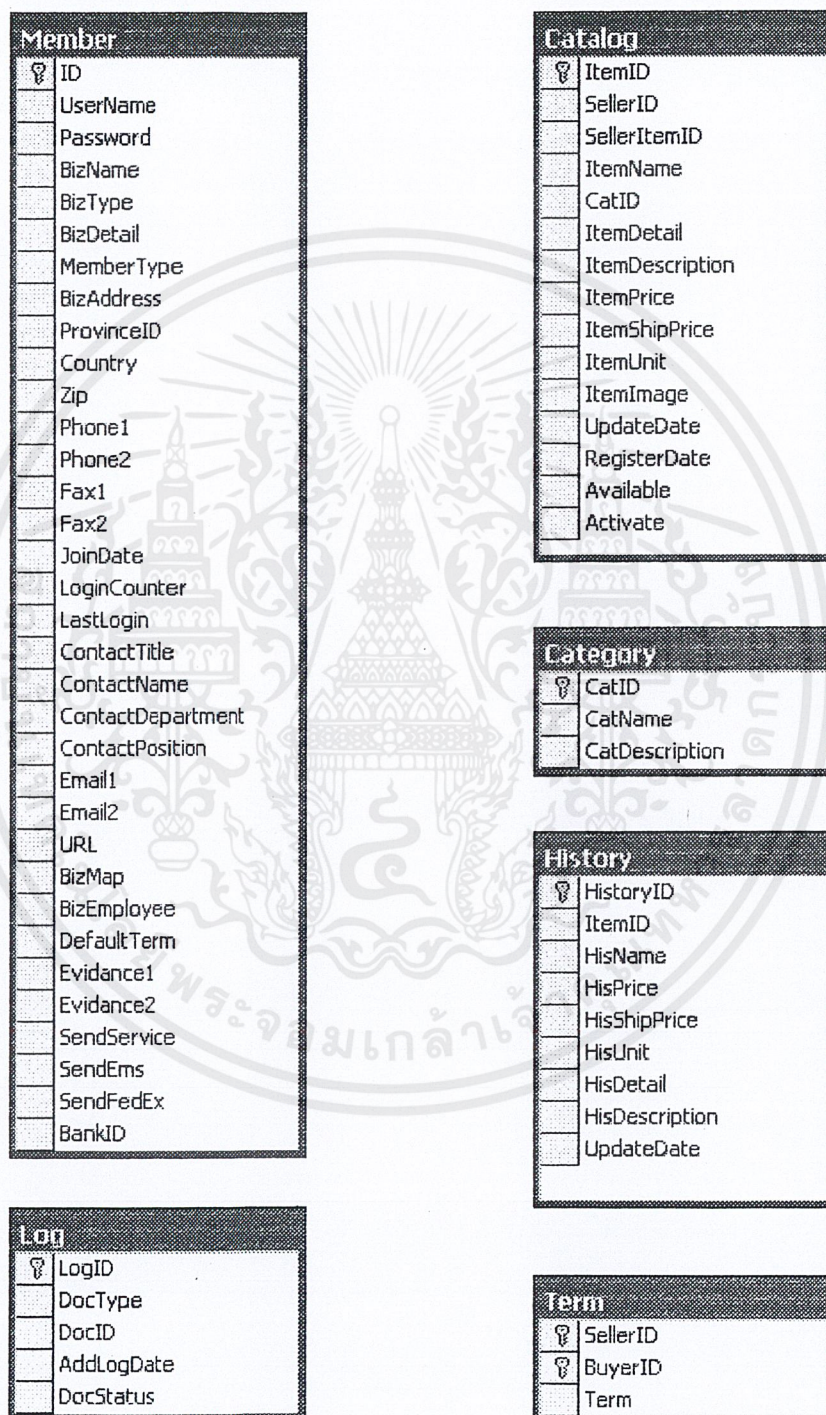 Member
ID
UserName
Password
BizName
BizType
BizDetail
MemberType
BizAddress
ProvinceID
Country
Zip
Phone1
Phone2
Fax1
Fax2
JoinDate
LoginCounter
LastLogin
ContactTitle
ContactName
ContactDepartment
ContactPosition
Email1
Email2
URL
BizMap
BizEmployee
DefaultTerm
Evidance1
Evidance2
SendService
SendEms
SendFedEx
BankID
Log
LogID
DocType
DocID
AddLogDate
DocStatus
Catalog
ItemID
SellerID
SellerItemID
ItemName
CatID
ItemDetail
ItemDescription
ItemPrice
ItemShipPrice
ItemUnit
ItemImage
UpdateDate
RegisterDate
Available
Activate
Category
CatID
CatName
CatDescription
History
HistoryID
ItemID
HisName
HisPrice
HisShipPrice
HisUnit
HisDetail
HisDescription
UpdateDate
Term
SellerID
BuyerID
Term